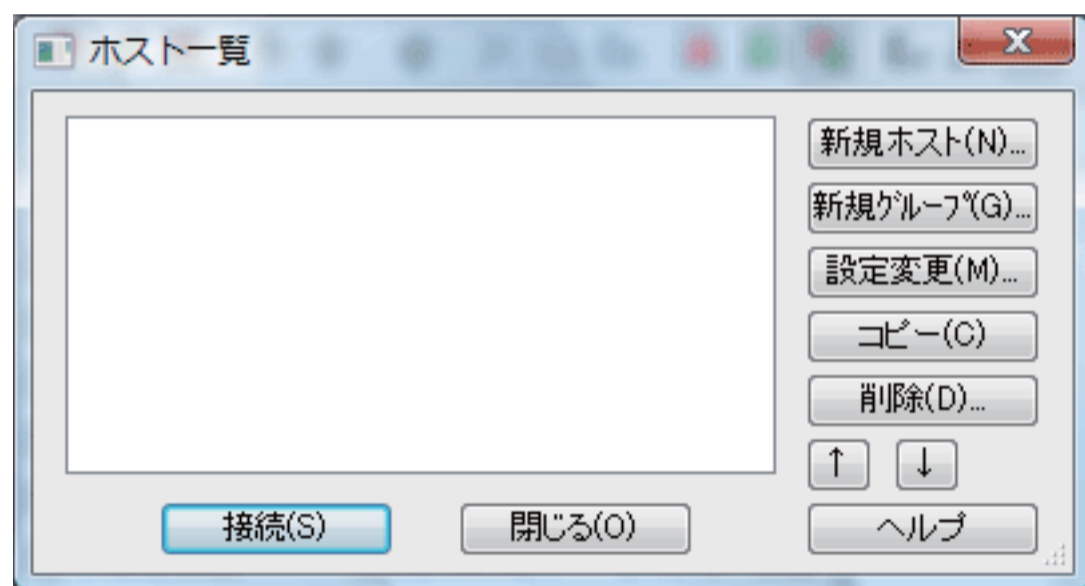 ホスト一覧
新規ホスト(N)...
新規ｸﾞﾙｰﾌﾟ(G)...
設定変更(M)...
コピー(C)
削除(D)...
↑ ↓
接続(S) 閉じる(O) ヘルプ